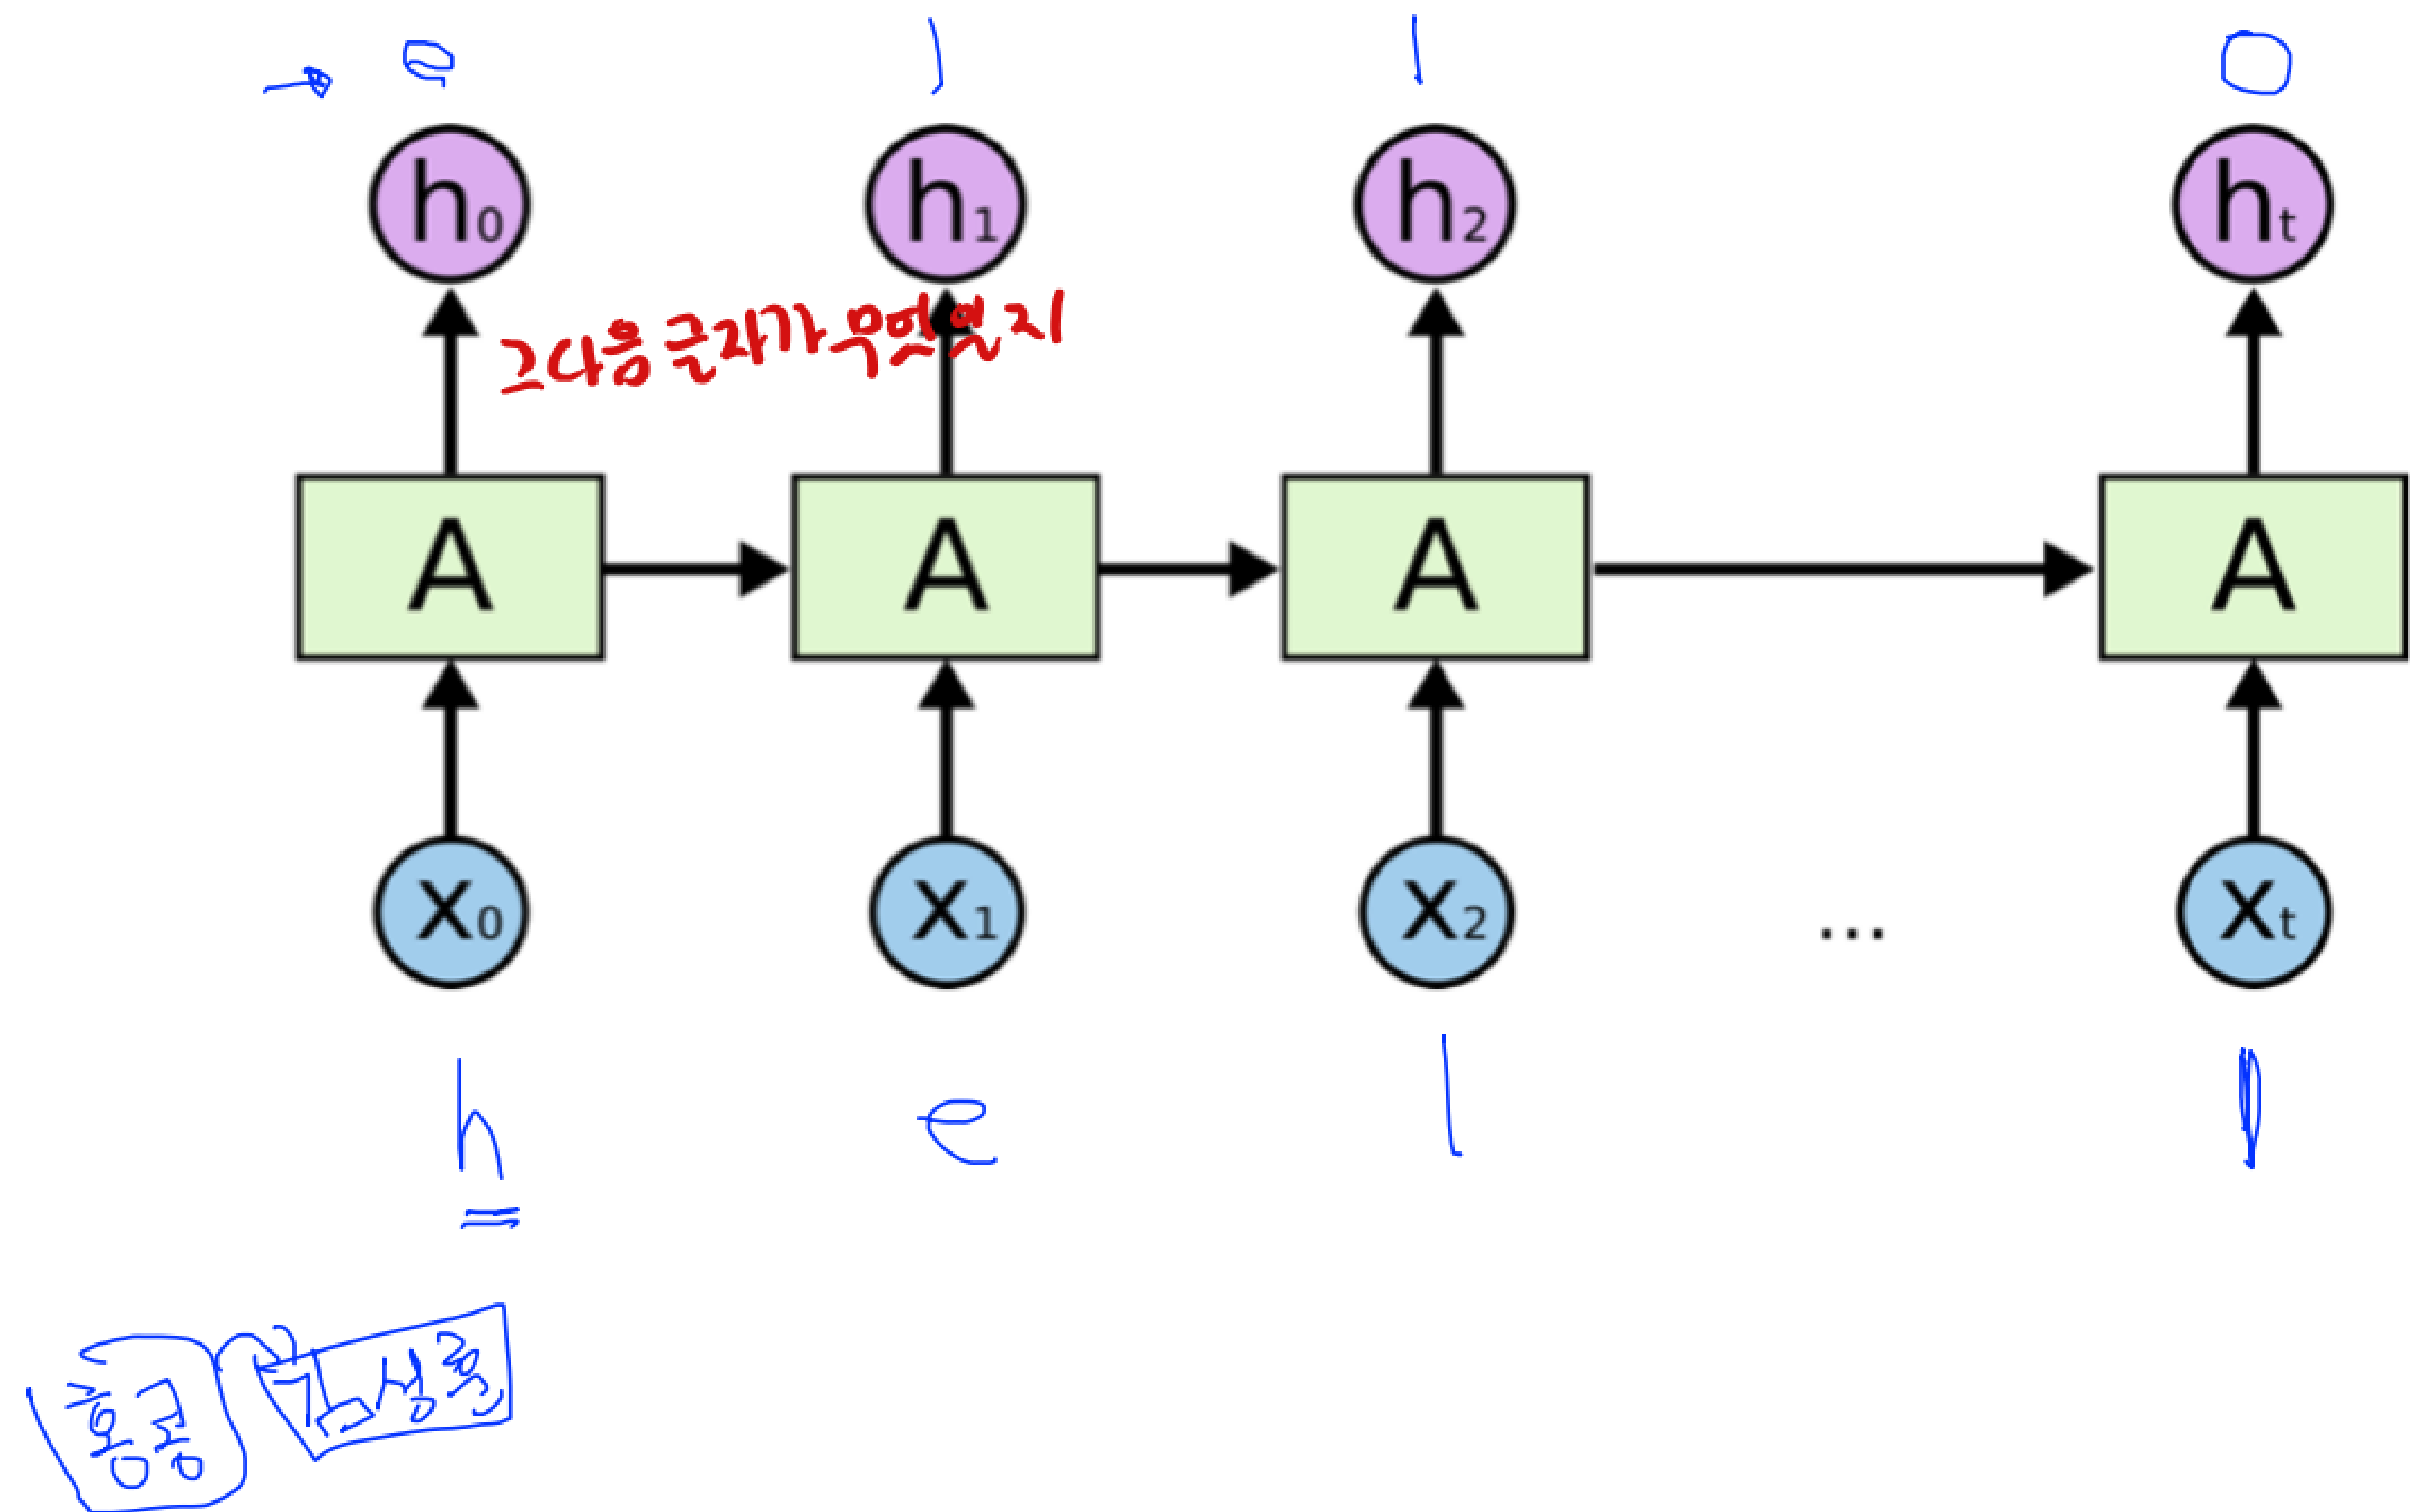 e l l o
h0 h1 h2 ht
그다음 글자가 무엇일지
A A A A
x0 x1 x2 ... xt
h e l
홍콩 김성훈